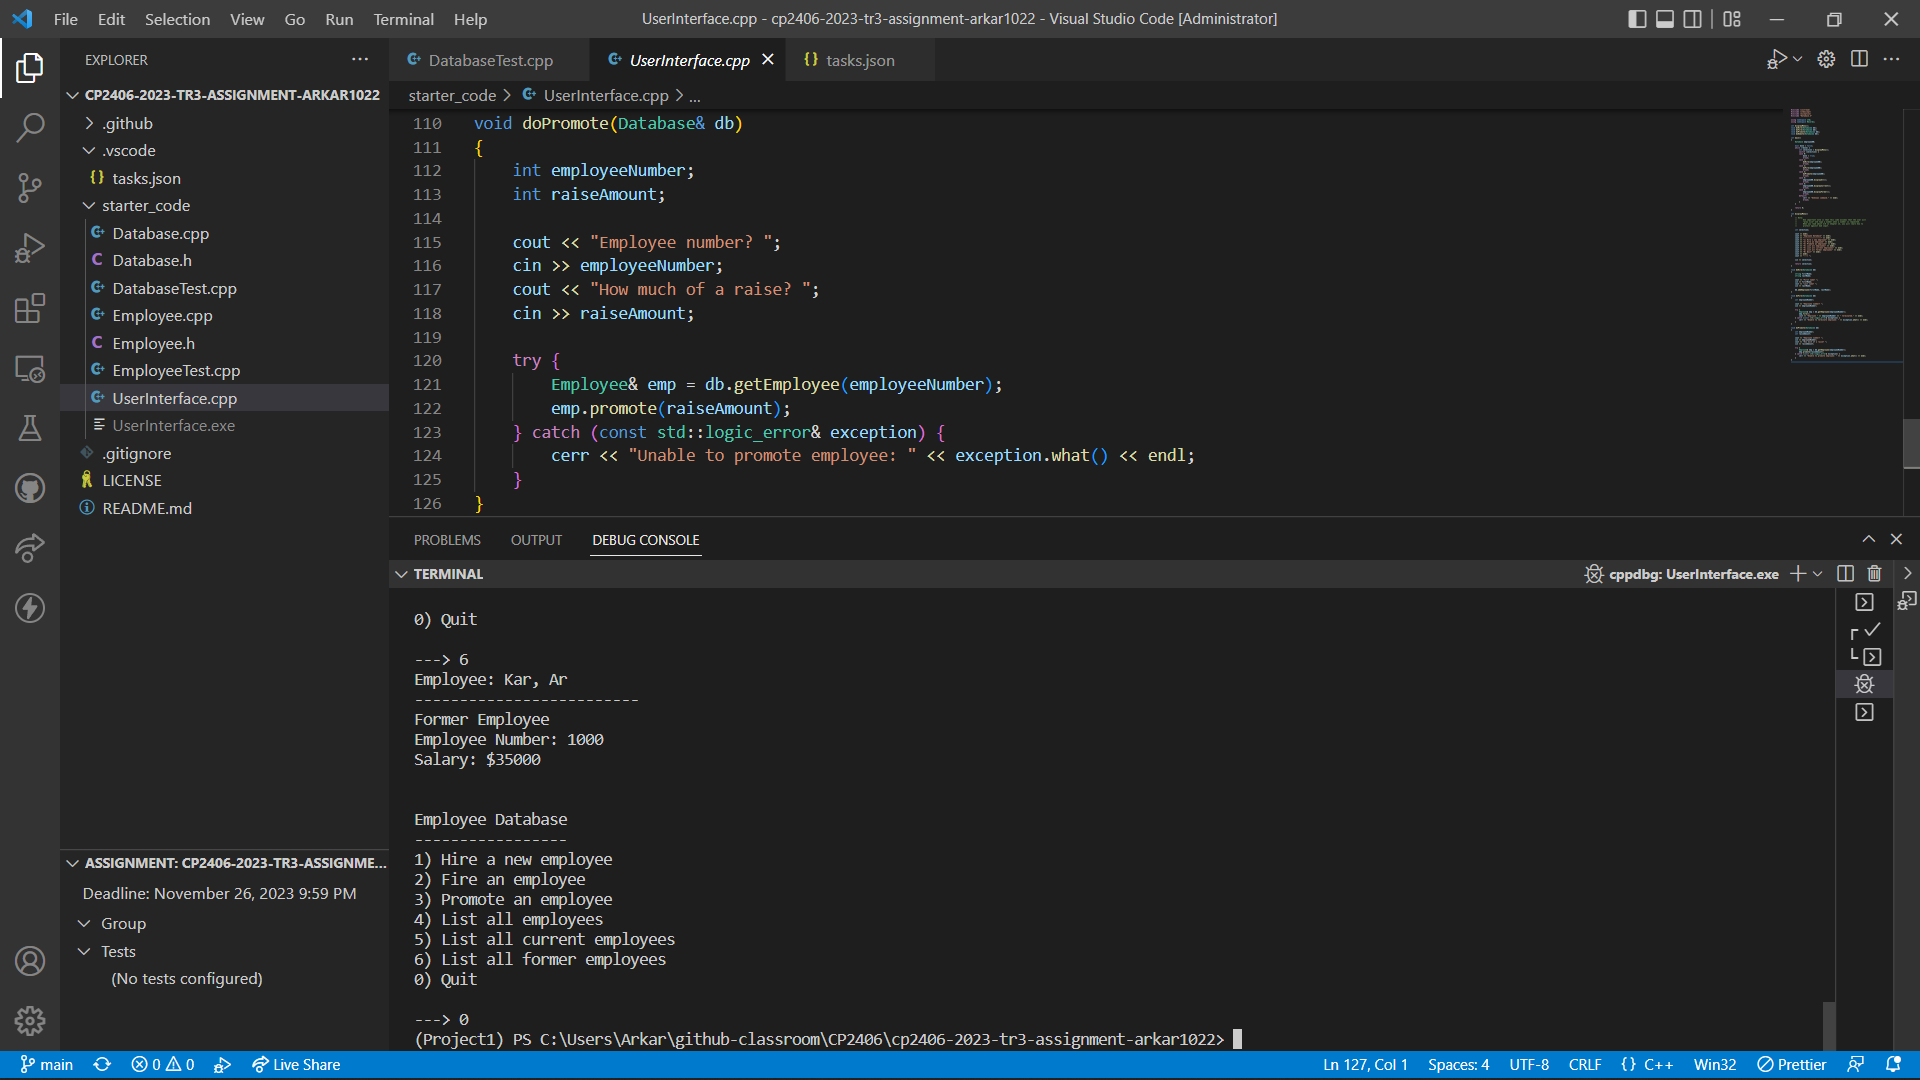 File Edit Selection View Go Run Terminal Help
UserInterface.cpp - cp2406-2023-tr3-assignment-arkar1022 - Visual Studio Code [Administrator]
EXPLORER
CP2406-2023-TR3-ASSIGNMENT-ARKAR1022
.github
.vscode
tasks.json
starter_code
Database.cpp
Database.h
DatabaseTest.cpp
Employee.cpp
Employee.h
EmployeeTest.cpp
UserInterface.cpp
UserInterface.exe
.gitignore
LICENSE
README.md
ASSIGNMENT: CP2406-2023-TR3-ASSIGNME...
Deadline: November 26, 2023 9:59 PM
Group
Tests
(No tests configured)
DatabaseTest.cpp UserInterface.cpp tasks.json
starter_code > UserInterface.cpp > ...
110 void doPromote(Database& db)
111 {
112 int employeeNumber;
113 int raiseAmount;
114
115 cout << "Employee number? ";
116 cin >> employeeNumber;
117 cout << "How much of a raise? ";
118 cin >> raiseAmount;
119
120 try {
121 Employee& emp = db.getEmployee(employeeNumber);
122 emp.promote(raiseAmount);
123 } catch (const std::logic_error& exception) {
124 cerr << "Unable to promote employee: " << exception.what() << endl;
125 }
126 }
PROBLEMS OUTPUT DEBUG CONSOLE
TERMINAL
cppdbg: UserInterface.exe
0) Quit
---> 6
Employee: Kar, Ar
-------------------------
Former Employee
Employee Number: 1000
Salary: $35000
Employee Database
-----------------
1) Hire a new employee
2) Fire an employee
3) Promote an employee
4) List all employees
5) List all current employees
6) List all former employees
0) Quit
---> 0
(Project1) PS C:\Users\Arkar\github-classroom\CP2406\cp2406-2023-tr3-assignment-arkar1022>
main 0 0 Live Share Ln 127, Col 1 Spaces: 4 UTF-8 CRLF {} C++ Win32 Prettier